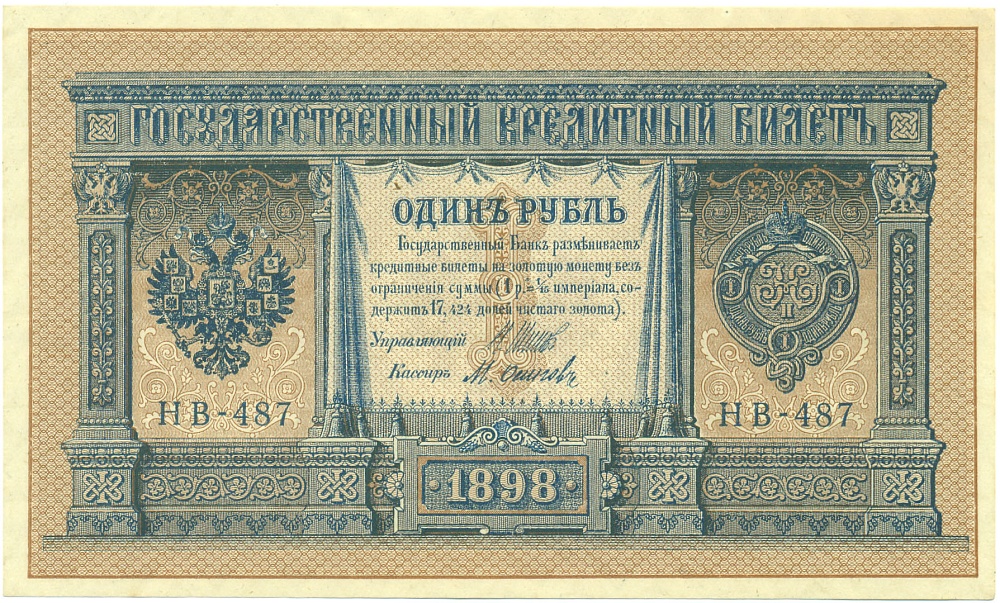 ГОСУДАРСТВЕННЫЙ КРЕДИТНЫЙ БИЛЕТЪ
ОДИНЪ РУБЛЬ
Государственный Банкъ размѣниваетъ
кредитные билеты на золотую монету безъ
ограниченія суммы (1 р. = 1/15 имперіала, со-
держитъ 17,424 долей чистаго золота).
Управляющій
Кассиръ
НВ-487
НВ-487
1898